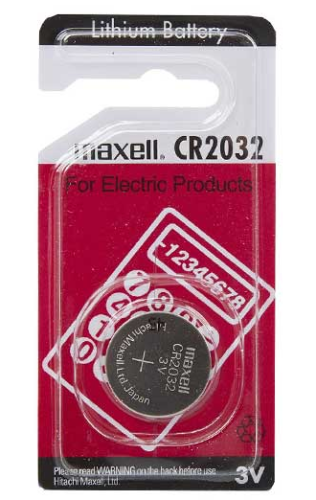 Lithium Battery
maxell. CR2032
For Electric Products
-12345678
+
maxell
CR2032
3V
Hitachi Maxell,Ltd.
Japan
Please read WARNING on the back before use
Hitachi Maxell, Ltd.
3V